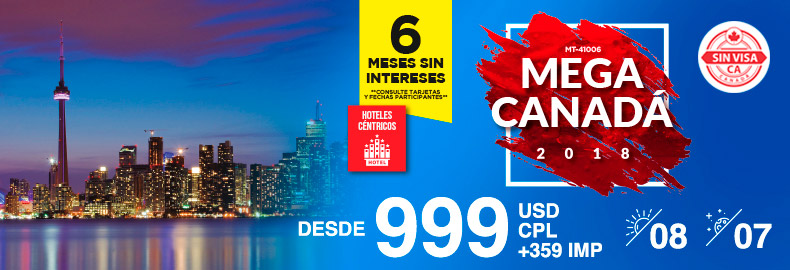 6
MESES SIN
INTERESES
**CONSULTE TARJETAS
Y FECHAS PARTICIPANTES**
HOTELES
CÉNTRICOS
HOTEL
MT-41006
MEGA
CANADÁ
2018
SIN VISA
CA
CANADA
DESDE 999 USD
CPL
+359 IMP
08
07